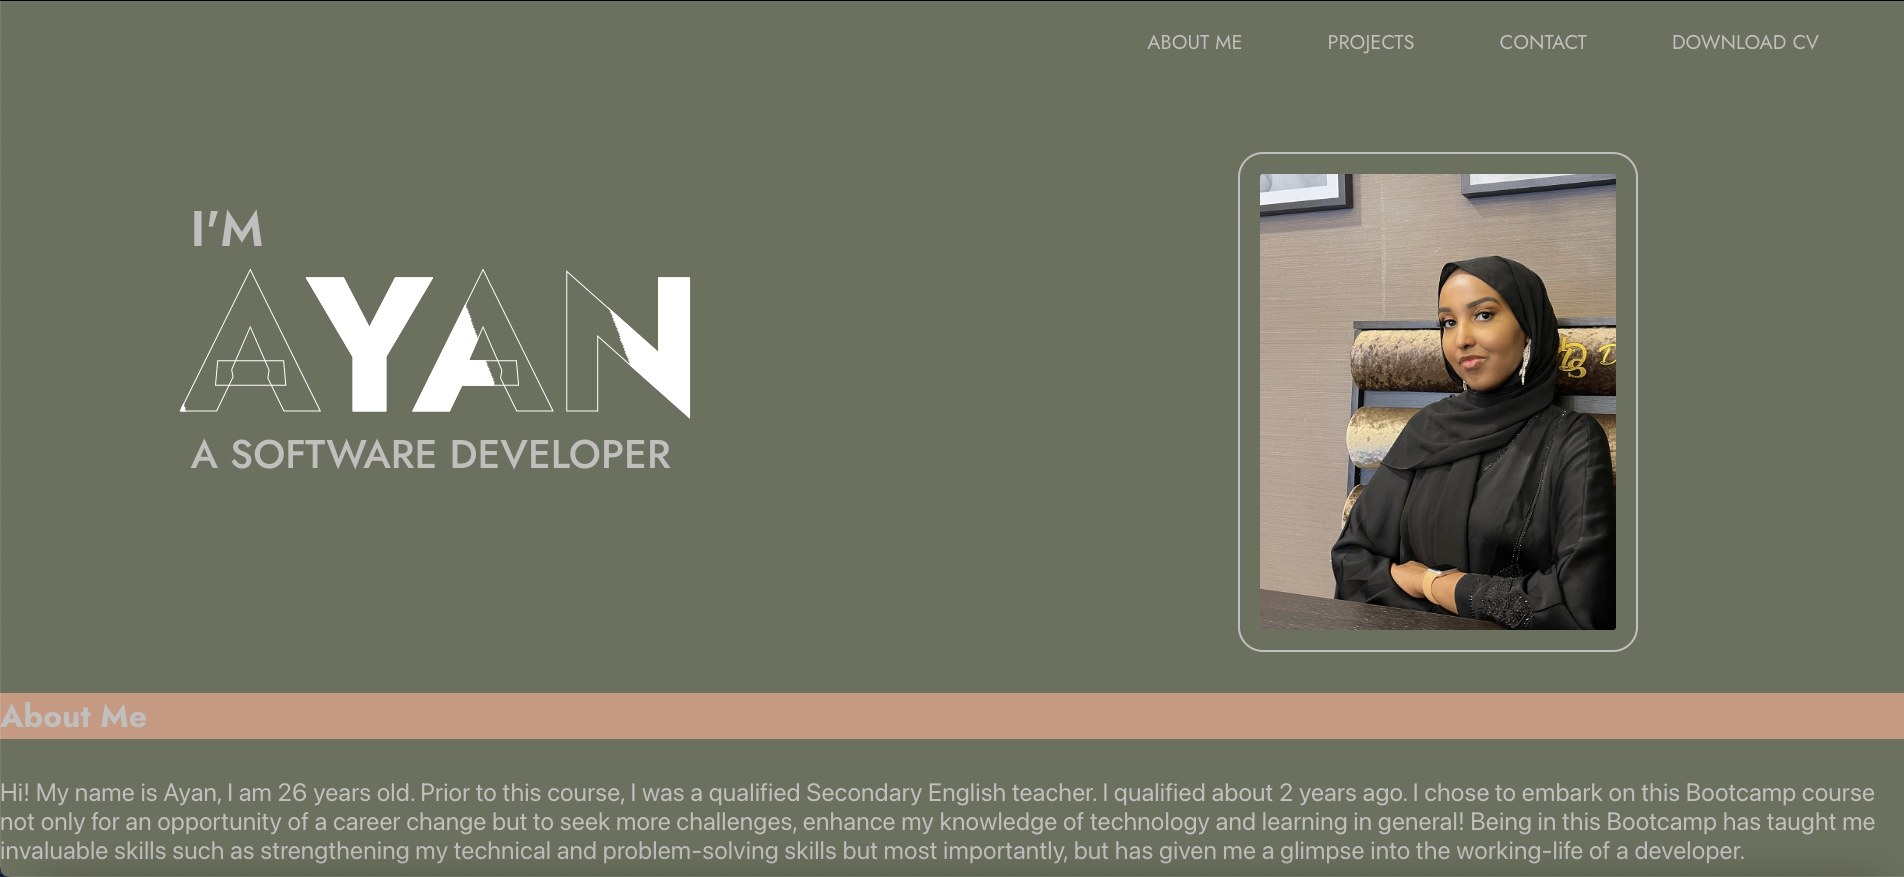 ABOUT ME PROJECTS CONTACT DOWNLOAD CV
I'M
AYAN
A SOFTWARE DEVELOPER
About Me
Hi! My name is Ayan, I am 26 years old. Prior to this course, I was a qualified Secondary English teacher. I qualified about 2 years ago. I chose to embark on this Bootcamp course
not only for an opportunity of a career change but to seek more challenges, enhance my knowledge of technology and learning in general! Being in this Bootcamp has taught me
invaluable skills such as strengthening my technical and problem-solving skills but most importantly, but has given me a glimpse into the working-life of a developer.